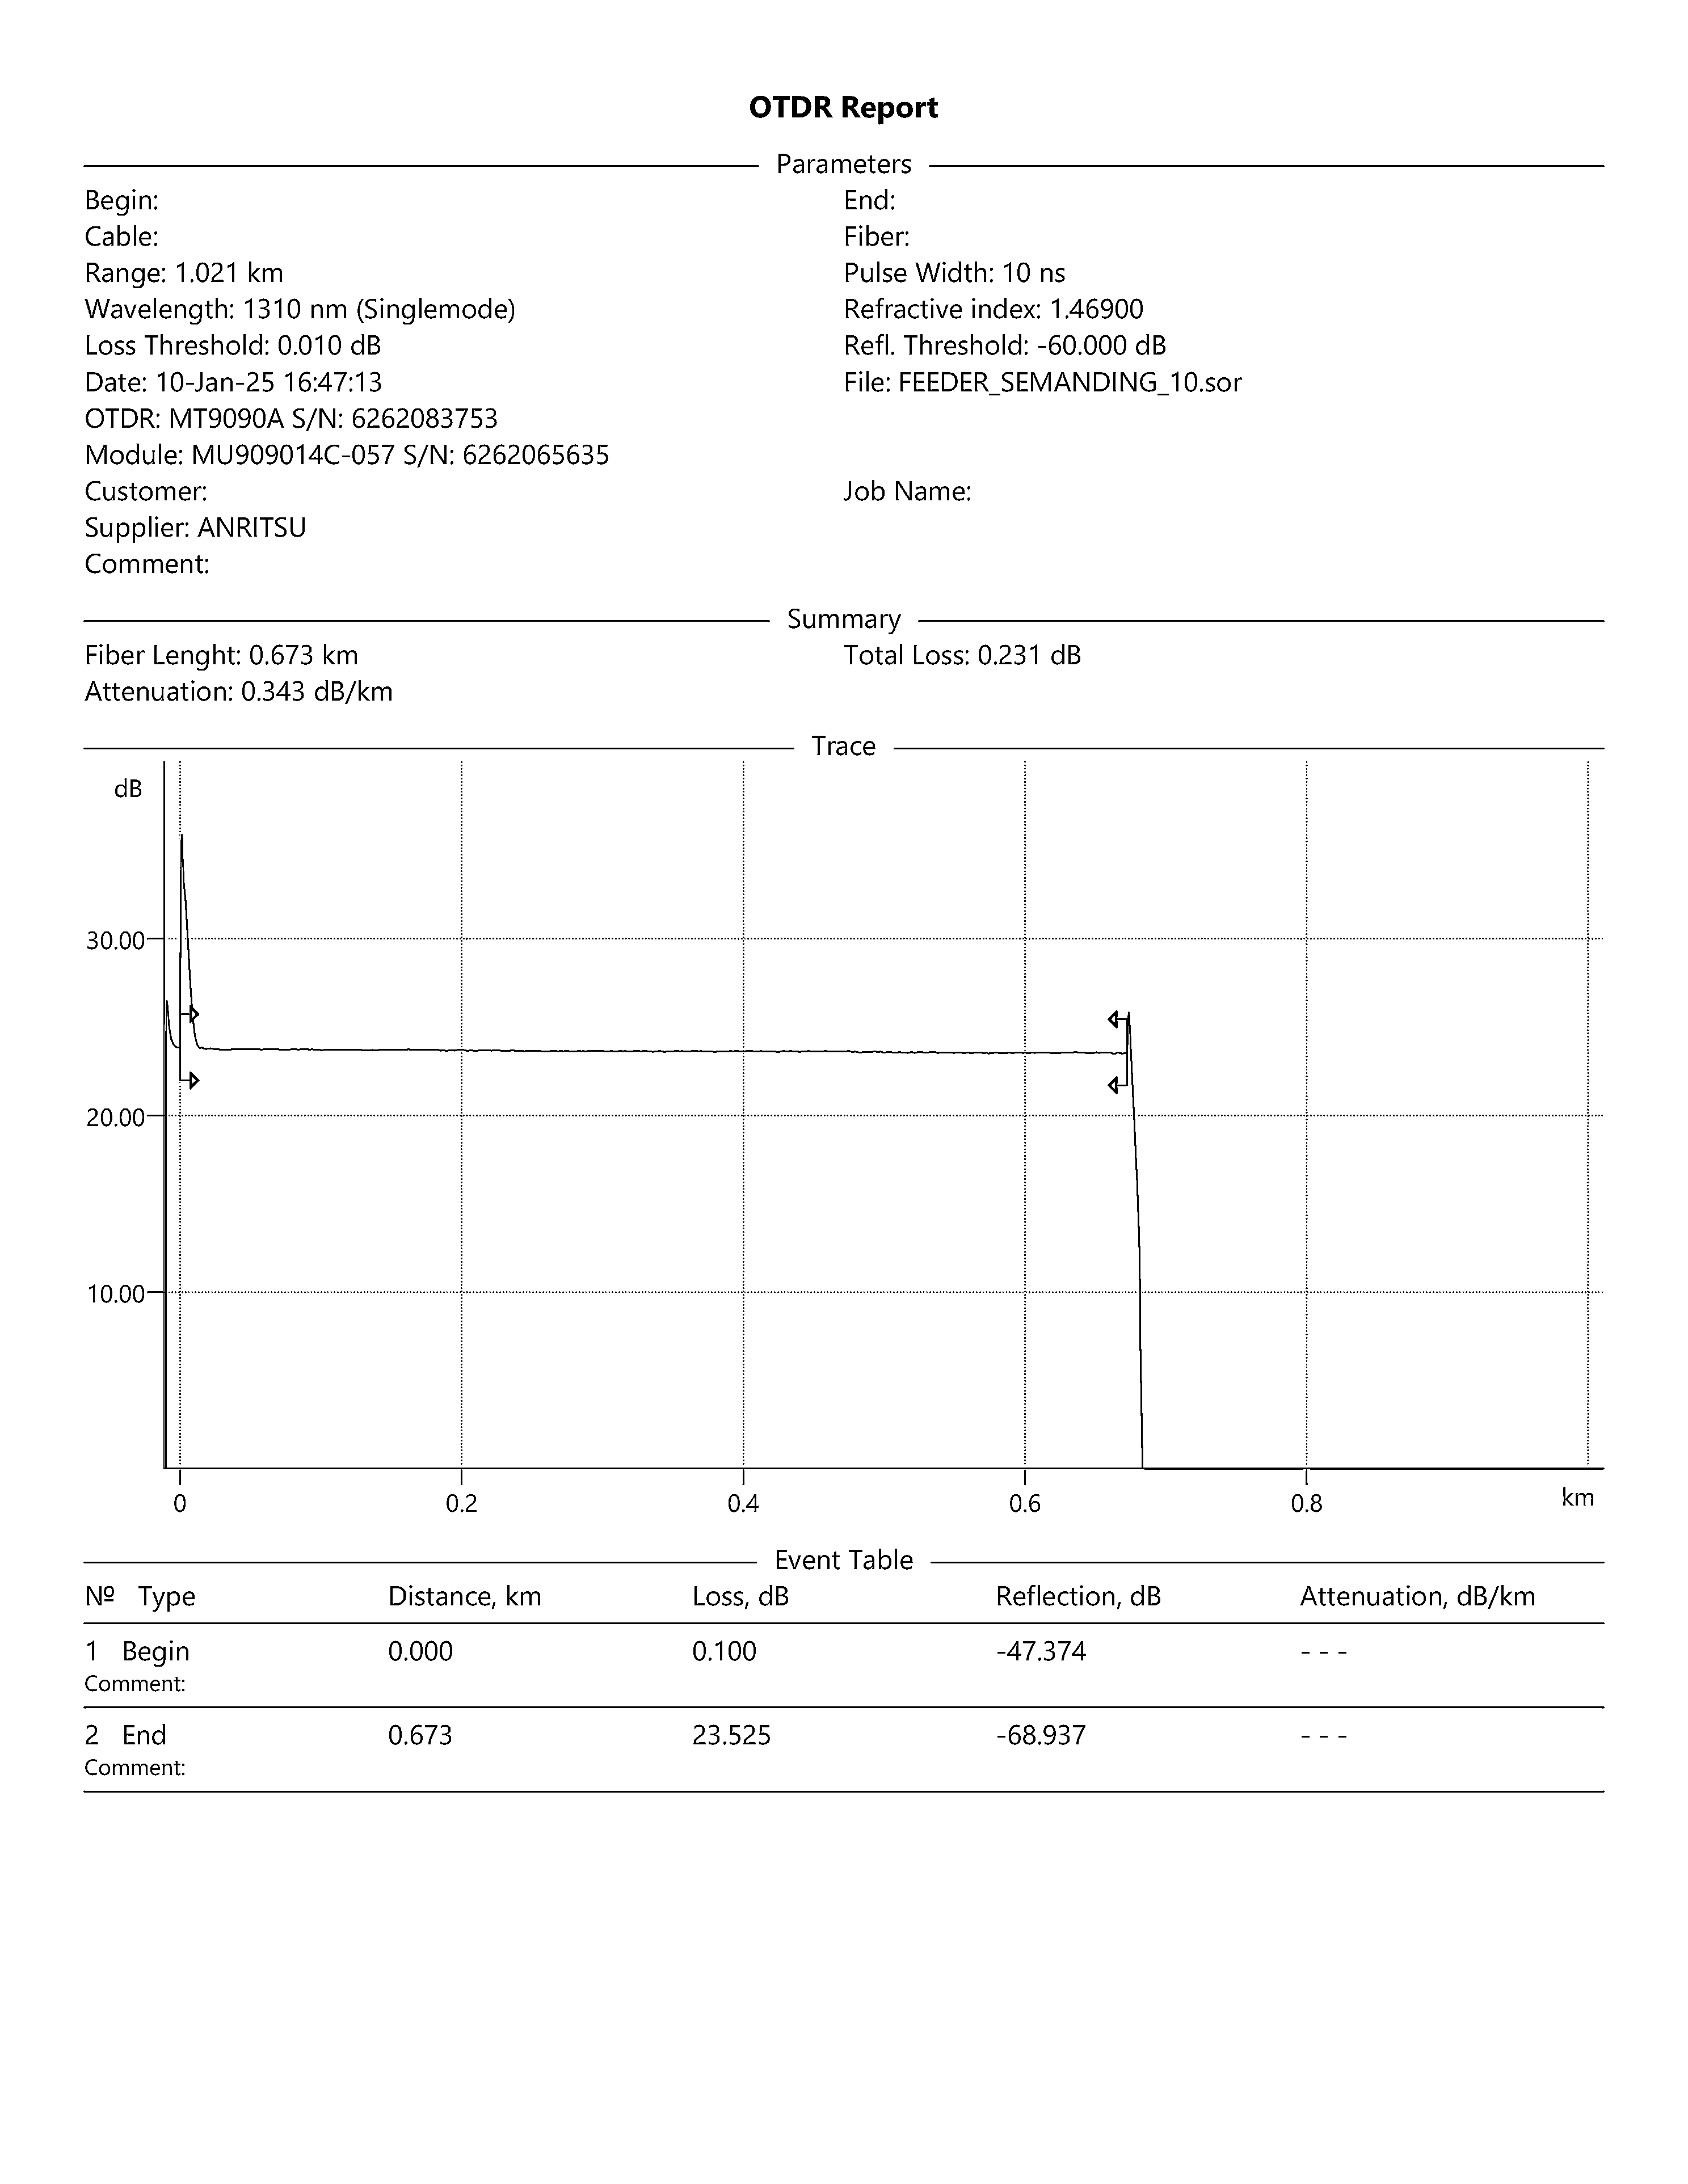 OTDR Report
Parameters
Begin: End:
Cable: Fiber:
Range: 1.021 km Pulse Width: 10 ns
Wavelength: 1310 nm (Singlemode) Refractive index: 1.46900
Loss Threshold: 0.010 dB Refl. Threshold: -60.000 dB
Date: 10-Jan-25 16:47:13 File: FEEDER_SEMANDING_10.sor
OTDR: MT9090A S/N: 6262083753
Module: MU909014C-057 S/N: 6262065635
Customer: Job Name:
Supplier: ANRITSU
Comment:
Summary
Fiber Lenght: 0.673 km Total Loss: 0.231 dB
Attenuation: 0.343 dB/km
Trace
dB
30.00
20.00
10.00
0 0.2 0.4 0.6 0.8 km
Event Table
№ Type Distance, km Loss, dB Reflection, dB Attenuation, dB/km
1 Begin 0.000 0.100 -47.374 - - -
Comment:
2 End 0.673 23.525 -68.937 - - -
Comment: